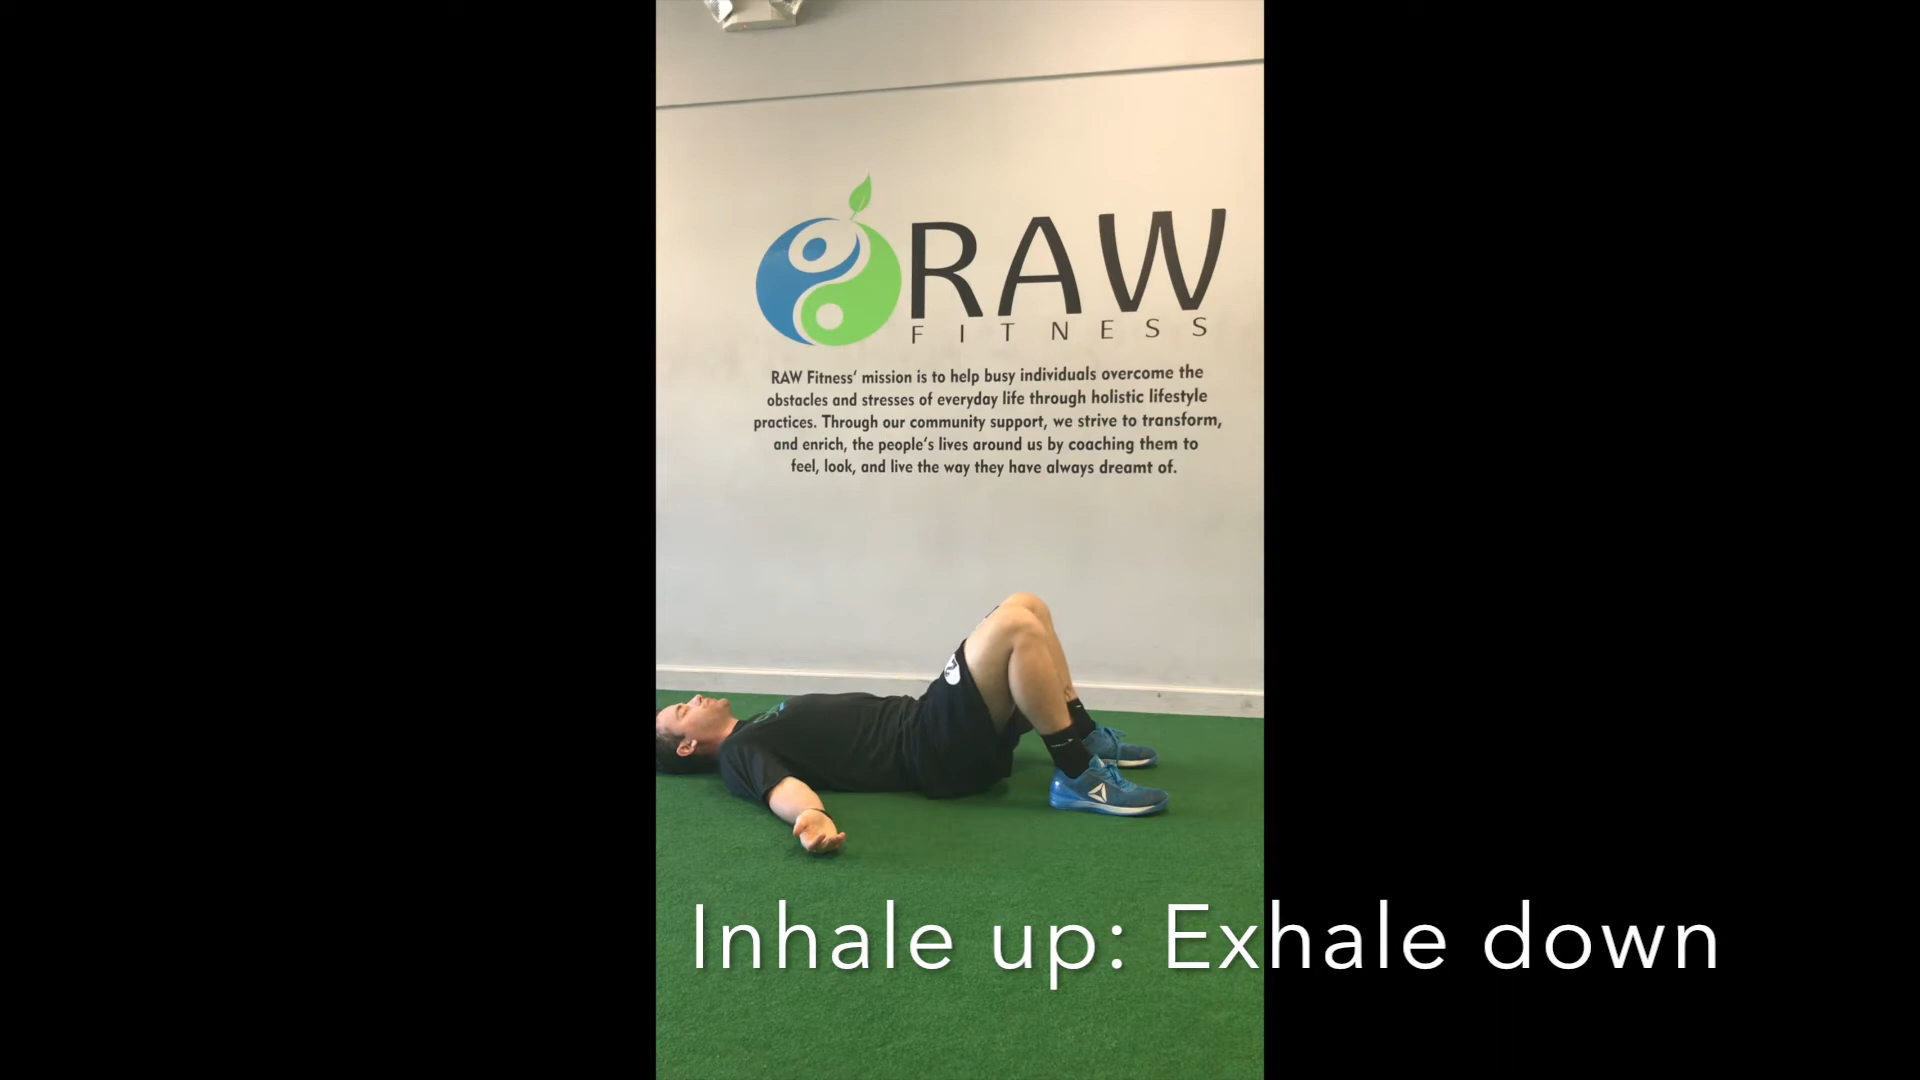 RAW
FITNESS
RAW Fitness' mission is to help busy individuals overcome the
obstacles and stresses of everyday life through holistic lifestyle
practices. Through our community support, we strive to transform,
and enrich, the people's lives around us by coaching them to
feel, look, and live the way they have always dreamt of.
Inhale up: Exhale down